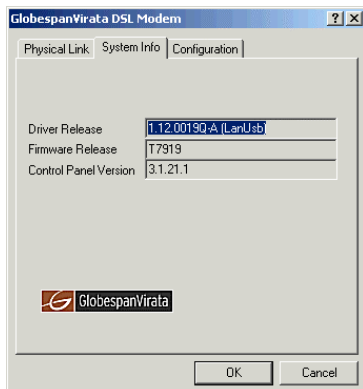 GlobespanVirata DSL Modem
Physical Link System Info Configuration
Driver Release 1.12.0019Q-A (LanUsb)
Firmware Release T7919
Control Panel Version 3.1.21.1
GlobespanVirata
OK Cancel